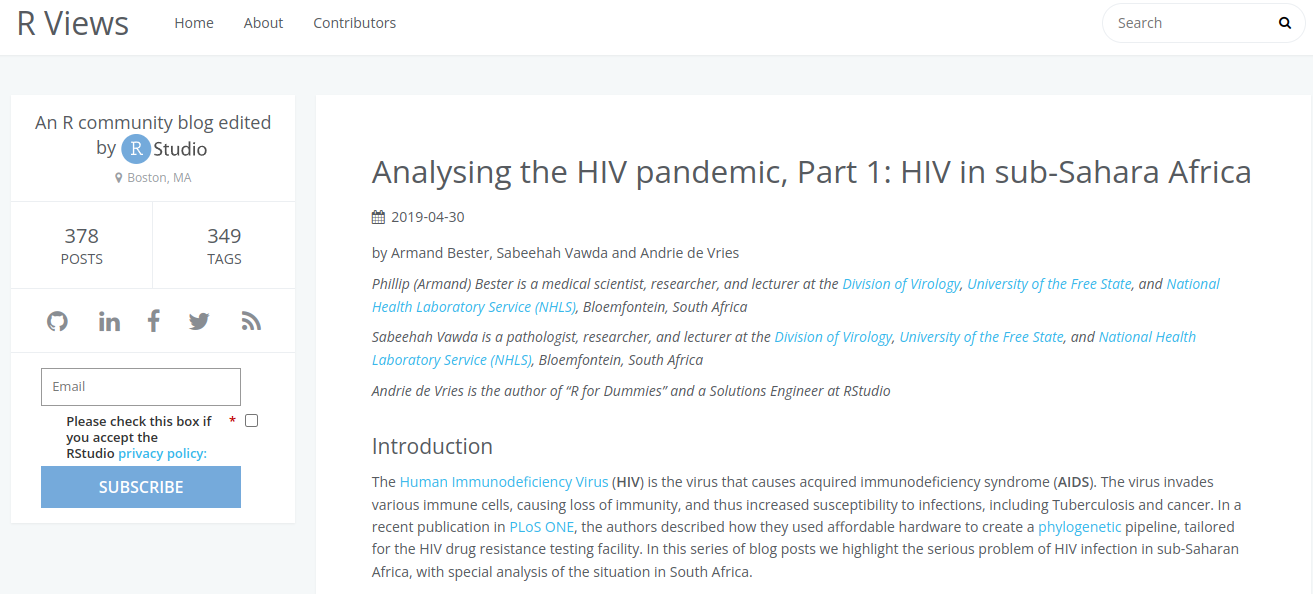 R Views
Home
About
Contributors
Search
An R community blog edited
by R Studio
Boston, MA
378
POSTS
349
TAGS
Email
Please check this box if *
you accept the
RStudio privacy policy:
SUBSCRIBE
Analysing the HIV pandemic, Part 1: HIV in sub-Sahara Africa
2019-04-30
by Armand Bester, Sabeehah Vawda and Andrie de Vries
Phillip (Armand) Bester is a medical scientist, researcher, and lecturer at the Division of Virology, University of the Free State, and National
Health Laboratory Service (NHLS), Bloemfontein, South Africa
Sabeehah Vawda is a pathologist, researcher, and lecturer at the Division of Virology, University of the Free State, and National Health
Laboratory Service (NHLS), Bloemfontein, South Africa
Andrie de Vries is the author of “R for Dummies” and a Solutions Engineer at RStudio
Introduction
The Human Immunodeficiency Virus (HIV) is the virus that causes acquired immunodeficiency syndrome (AIDS). The virus invades
various immune cells, causing loss of immunity, and thus increased susceptibility to infections, including Tuberculosis and cancer. In a
recent publication in PLoS ONE, the authors described how they used affordable hardware to create a phylogenetic pipeline, tailored
for the HIV drug resistance testing facility. In this series of blog posts we highlight the serious problem of HIV infection in sub-Saharan
Africa, with special analysis of the situation in South Africa.